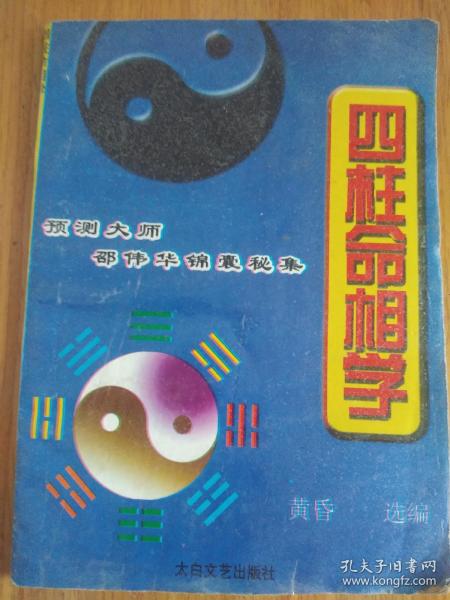 四柱命相学
预测大师
邵伟华锦囊秘集
黄昏 选编
太白文艺出版社
孔夫子旧书网
www.kongfz.com